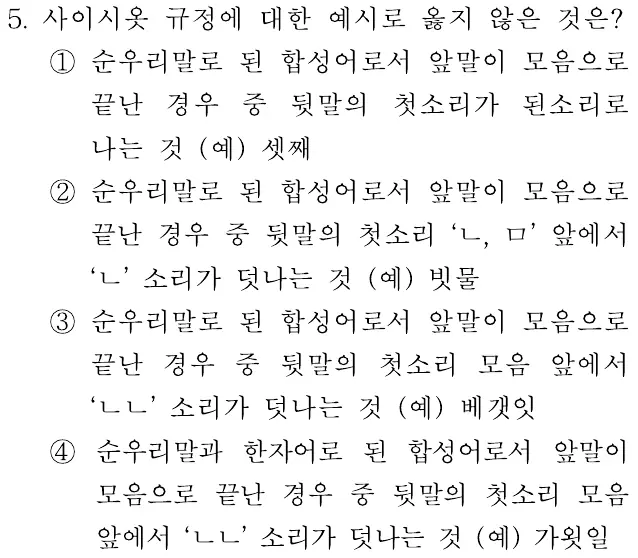 5. 사이시옷 규정에 대한 예시로 옳지 않은 것은?
① 순우리말로 된 합성어로서 앞말이 모음으로
끝난 경우 중 뒷말의 첫소리가 된소리로
나는 것 (예) 셋째
② 순우리말로 된 합성어로서 앞말이 모음으로
끝난 경우 중 뒷말의 첫소리 ‘ㄴ, ㅁ’ 앞에서
‘ㄴ’ 소리가 덧나는 것 (예) 빗물
③ 순우리말로 된 합성어로서 앞말이 모음으로
끝난 경우 중 뒷말의 첫소리 모음 앞에서
‘ㄴㄴ’ 소리가 덧나는 것 (예) 베갯잇
④ 순우리말과 한자어로 된 합성어로서 앞말이
모음으로 끝난 경우 중 뒷말의 첫소리 모음
앞에서 ‘ㄴㄴ’ 소리가 덧나는 것 (예) 가욋일